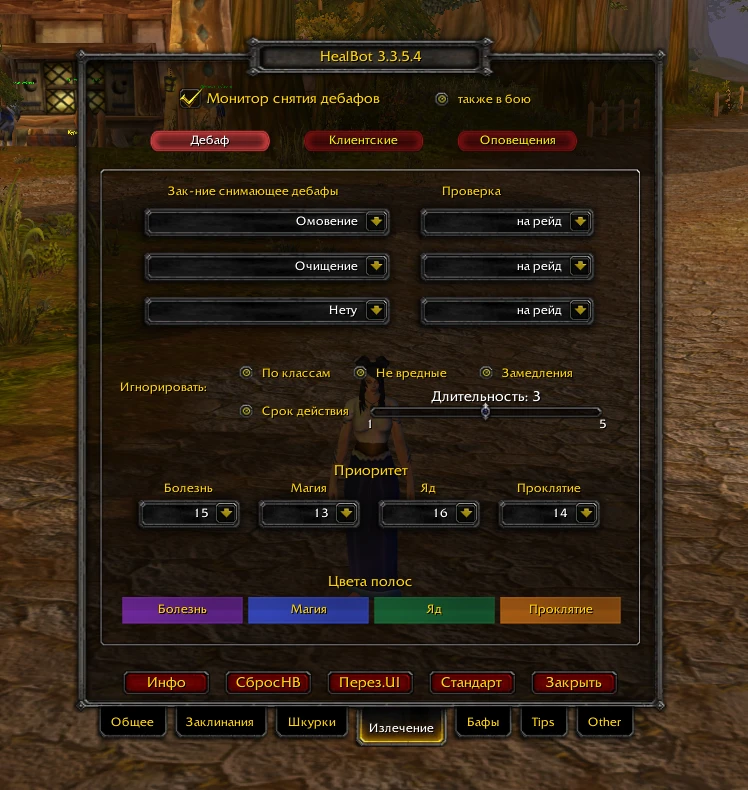 HealBot 3.3.5.4
Монитор снятия дебафов также в бою
Дебаф Клиентские Оповещения
Зак-ние снимающее дебафы Проверка
Омовение на рейд
Очищение на рейд
Нету на рейд
По классам Не вредные Замедления
Игнорировать:
Длительность: 3
Срок действия
1 5
Приоритет
Болезнь Магия Яд Проклятие
15 13 16 14
Цвета полос
Болезнь Магия Яд Проклятие
Инфо СбросHB Перез.UI Стандарт Закрыть
Общее Заклинания Шкурки Излечение Бафы Tips Other